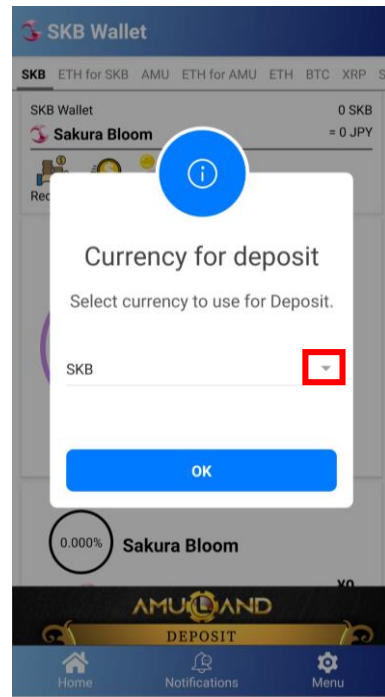 SKB Wallet
SKB ETH for SKB AMU ETH for AMU ETH BTC XRP S
SKB Wallet 0 SKB
Sakura Bloom = 0 JPY
Rec
Currency for deposit
Select currency to use for Deposit.
SKB
OK
0.000% Sakura Bloom
¥0
AMULAND
DEPOSIT
Home Notifications Menu